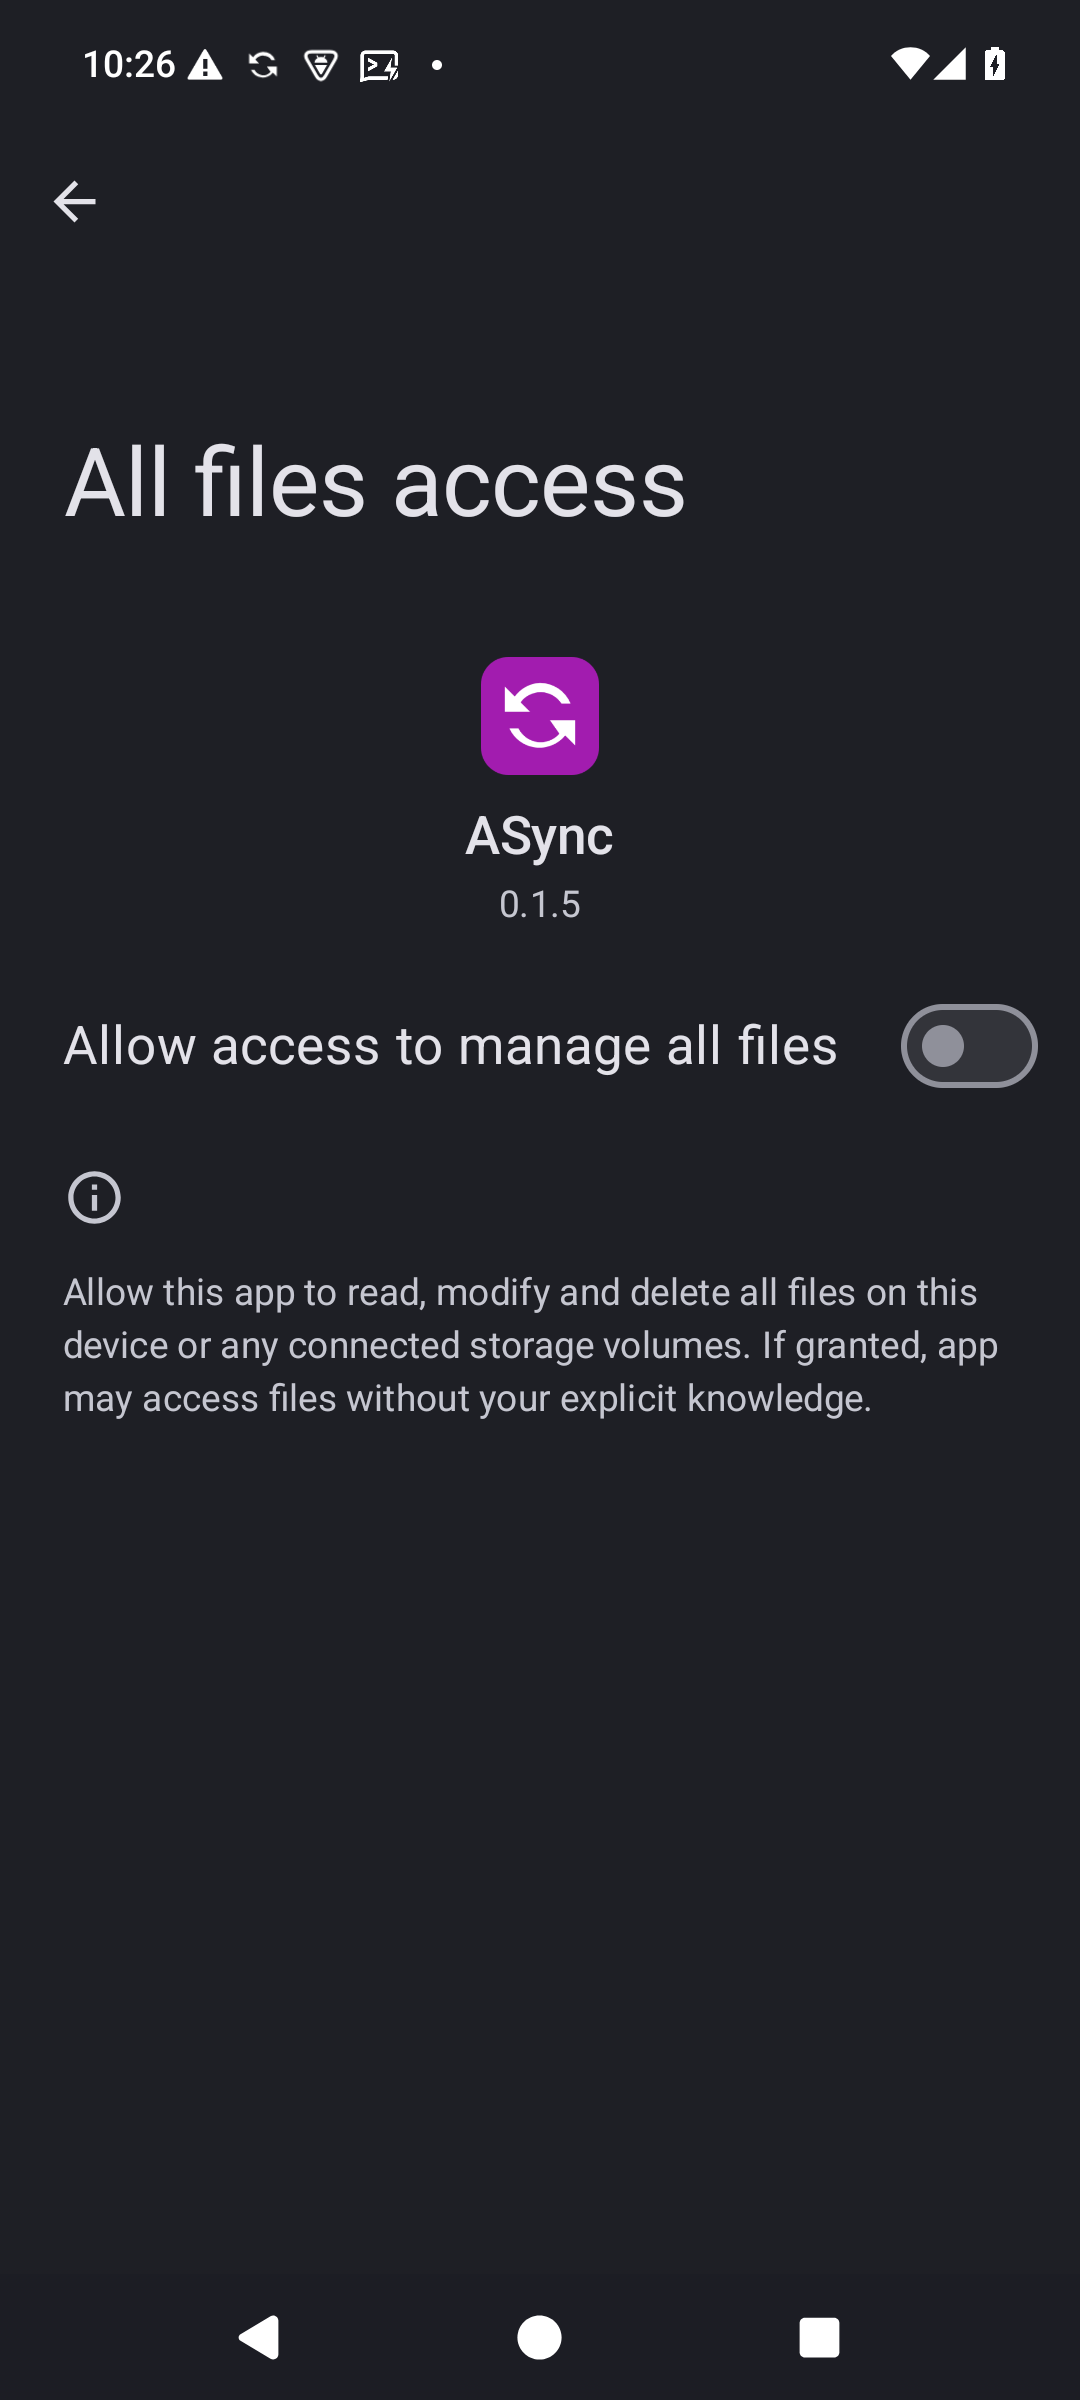 10:26
All files access
ASync
0.1.5
Allow access to manage all files
Allow this app to read, modify and delete all files on this
device or any connected storage volumes. If granted, app
may access files without your explicit knowledge.